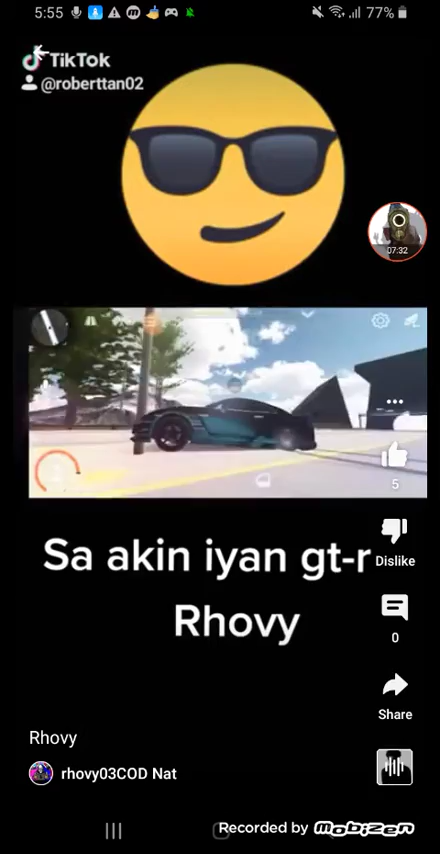 5:55
77%
TikTok
@roberttan02
07:32
5
Sa akin iyan gt-r
Dislike
Rhovy
0
Share
Rhovy
rhovy03COD Nat
Recorded by Mobizen